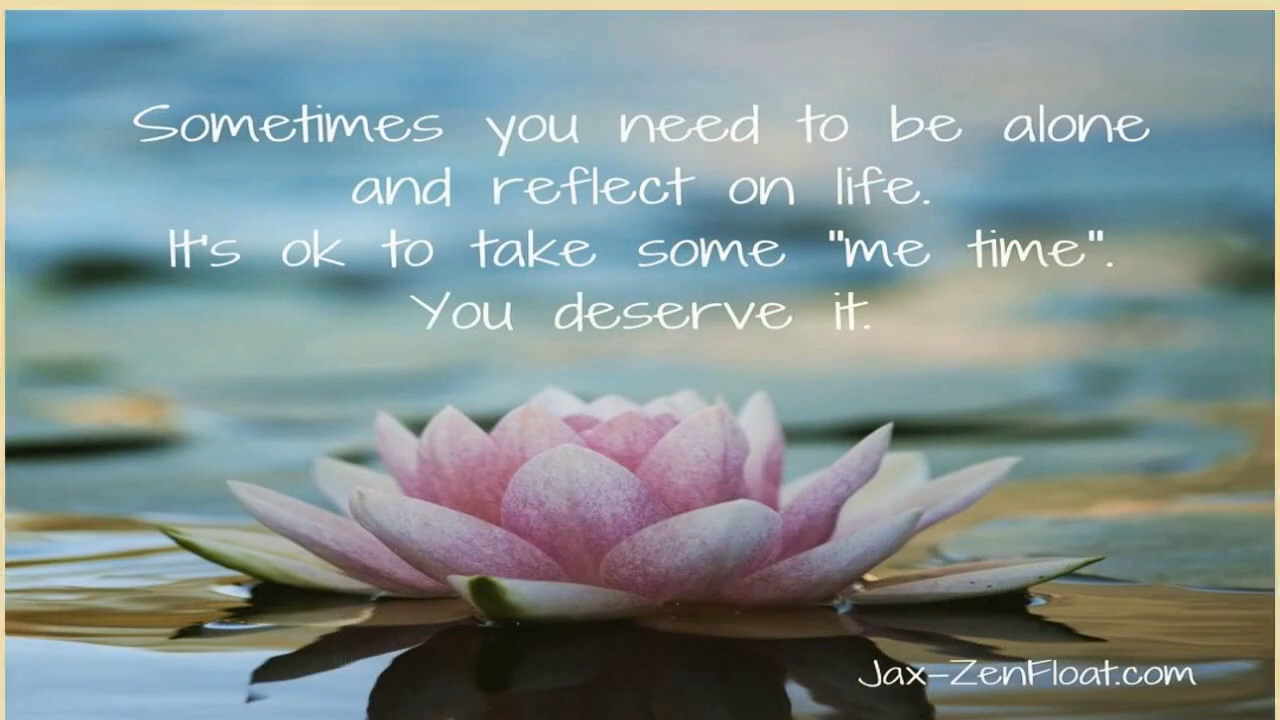 Sometimes you need to be alone
and reflect on life.
It's ok to take some "me time".
You deserve it.
Jax-ZenFloat.com